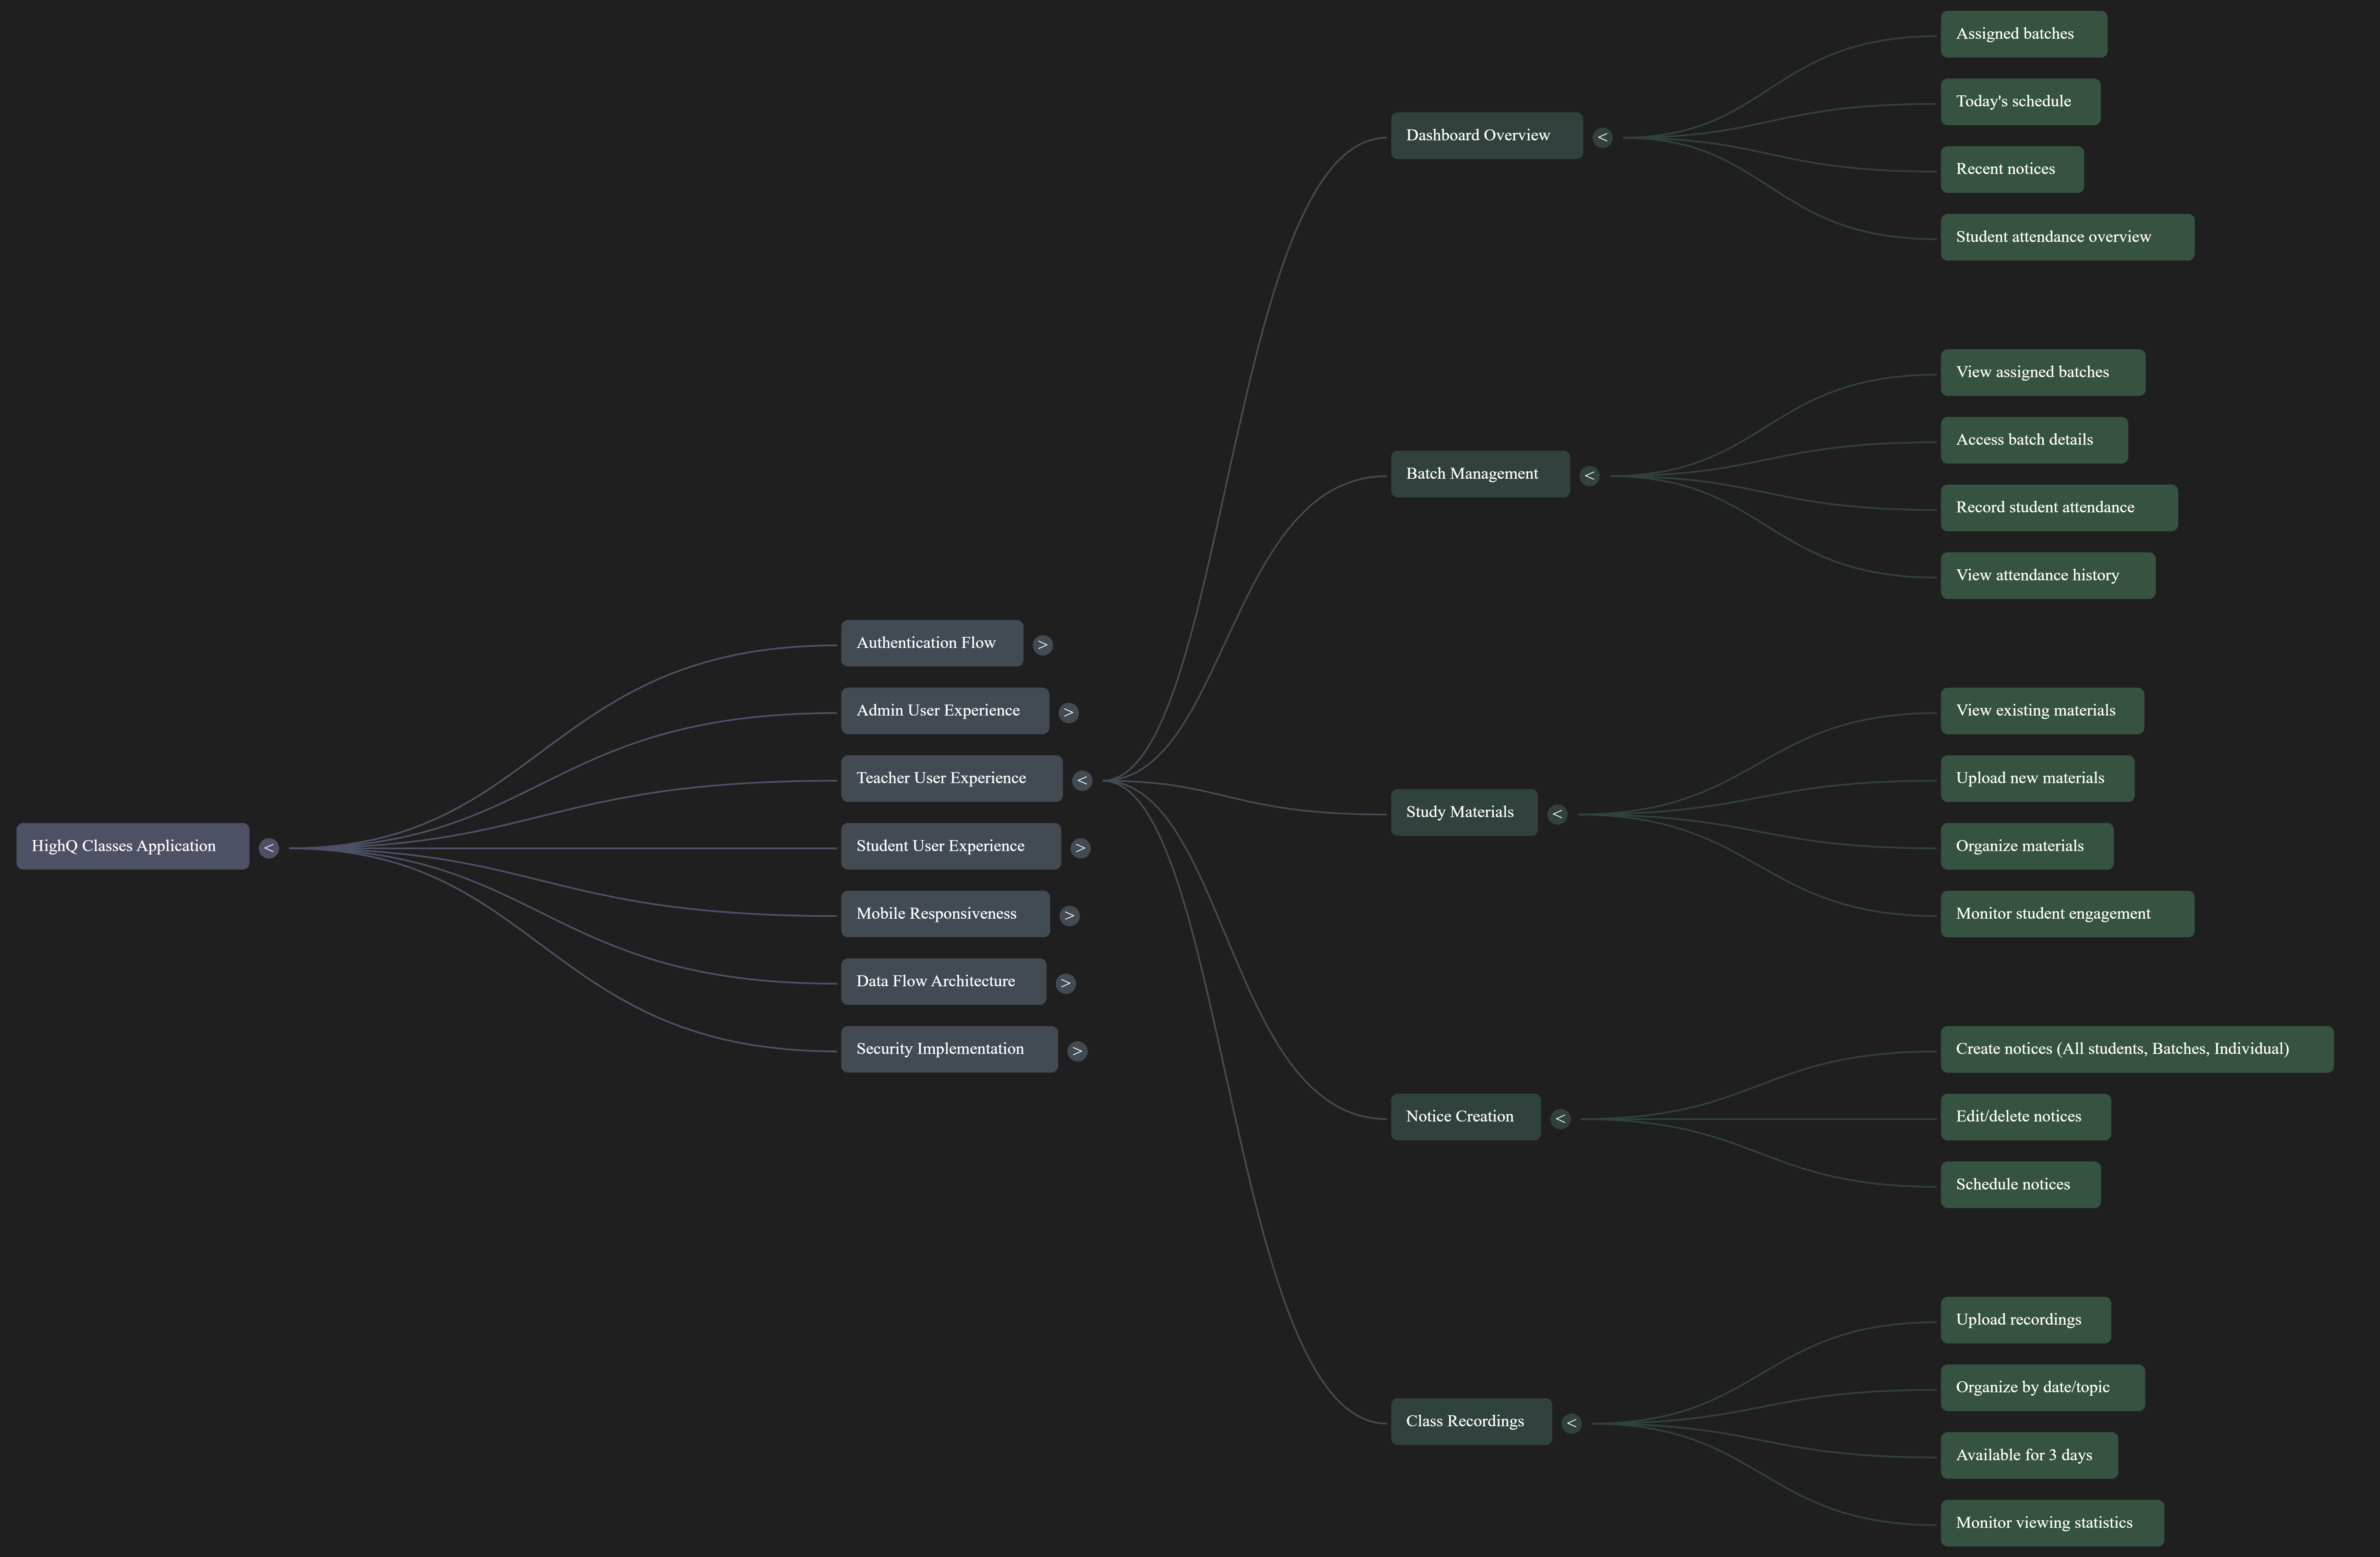 HighQ Classes Application
<
Authentication Flow
>
Admin User Experience
>
Teacher User Experience
<
Student User Experience
>
Mobile Responsiveness
>
Data Flow Architecture
>
Security Implementation
>
Dashboard Overview
<
Assigned batches
Today's schedule
Recent notices
Student attendance overview
Batch Management
<
View assigned batches
Access batch details
Record student attendance
View attendance history
Study Materials
<
View existing materials
Upload new materials
Organize materials
Monitor student engagement
Notice Creation
<
Create notices (All students, Batches, Individual)
Edit/delete notices
Schedule notices
Class Recordings
<
Upload recordings
Organize by date/topic
Available for 3 days
Monitor viewing statistics